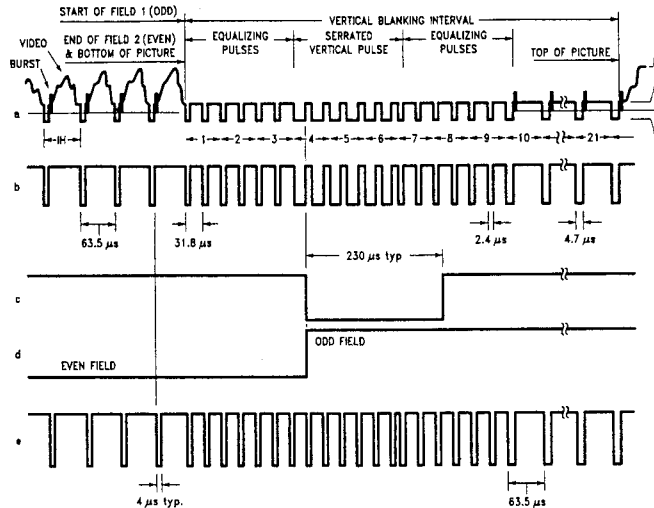 START OF FIELD 1 (ODD)
VERTICAL BLANKING INTERVAL
END OF FIELD 2 (EVEN)
& BOTTOM OF PICTURE
EQUALIZING
PULSES
SERRATED
VERTICAL PULSE
EQUALIZING
PULSES
TOP OF PICTURE
VIDEO
BURST
a
IH
1 2 3 4 5 6 7 8 9 10 21
b
63.5 µs
31.8 µs
2.4 µs
4.7 µs
230 µs typ
c
d
EVEN FIELD
ODD FIELD
e
4 µs typ.
63.5 µs